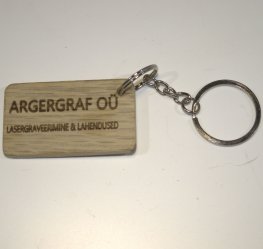 ARGERGRAF OÜ
LASERGRAVEERIMINE & LAHENDUSED